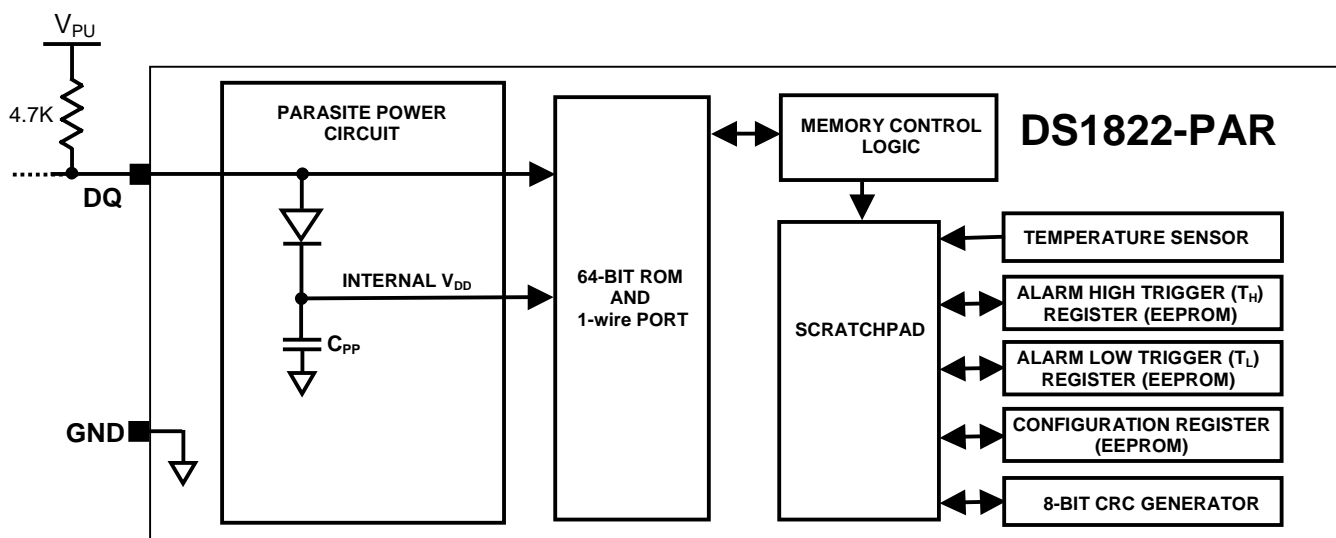 VPU
4.7K
DQ
GND
PARASITE POWER
CIRCUIT
INTERNAL VDD
CPP
64-BIT ROM
AND
1-wire PORT
MEMORY CONTROL
LOGIC
DS1822-PAR
SCRATCHPAD
TEMPERATURE SENSOR
ALARM HIGH TRIGGER (TH)
REGISTER (EEPROM)
ALARM LOW TRIGGER (TL)
REGISTER (EEPROM)
CONFIGURATION REGISTER
(EEPROM)
8-BIT CRC GENERATOR